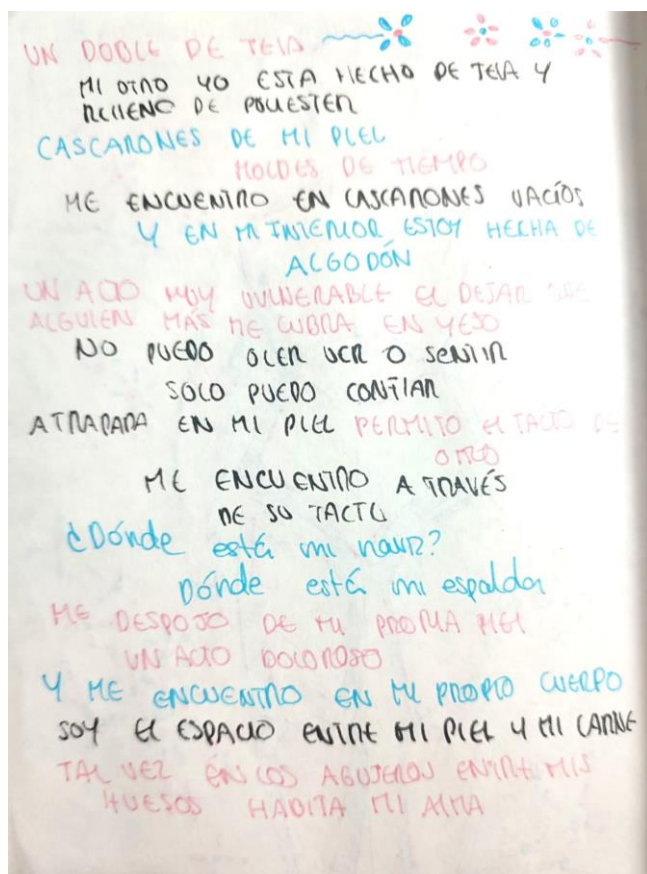 UN DOBLE DE TELA
MI OTRO YO ESTA HECHO DE TELA Y
RELLENO DE POLIESTER
CASCARONES DE MI PIEL
MOLDES DE TIEMPO
ME ENCUENTRO EN CASCARONES VACÍOS
Y EN MI INTERIOR ESTOY HECHA DE
ALGODÓN
UN ACTO MUY VULNERABLE EL DEJAR QUE
ALGUIEN MÁS ME CUBRA EN YESO
NO PUEDO OLER VER O SENTIR
SOLO PUEDO CONFIAR
ATRAPADA EN MI PIEL PERMITO EL TACTO DE
OTRO
ME ENCUENTRO A TRAVÉS
DE SU TACTO
¿Dónde está mi nariz?
Dónde está mi espalda
ME DESPOJO DE MI PROPIA PIEL
UN ACTO DOLOROSO
Y ME ENCUENTRO EN MI PROPIO CUERPO
SOY EL ESPACIO ENTRE MI PIEL Y MI CARNE
TAL VEZ EN LOS AGUJEROS ENTRE MIS
HUESOS HABITA MI ALMA